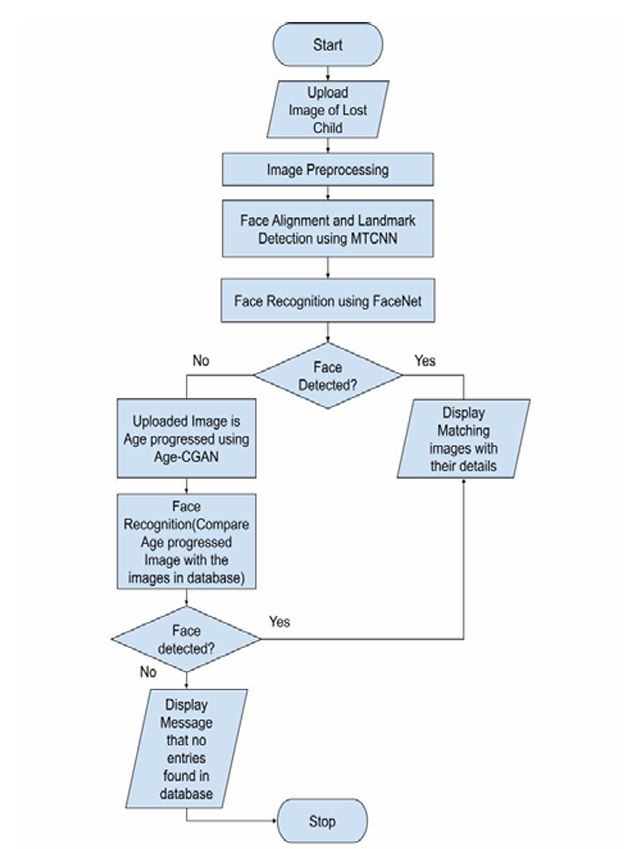 Start
Upload
Image of Lost
Child
Image Preprocessing
Face Alignment and Landmark
Detection using MTCNN
Face Recognition using FaceNet
Face
Detected?
No
Yes
Uploaded Image is
Age progressed using
Age-CGAN
Display
Matching
images with
their details
Face
Recognition(Compare
Age progressed
Image with the
images in database)
Face
detected?
Yes
No
Display
Message
that no
entries
found in
database
Stop